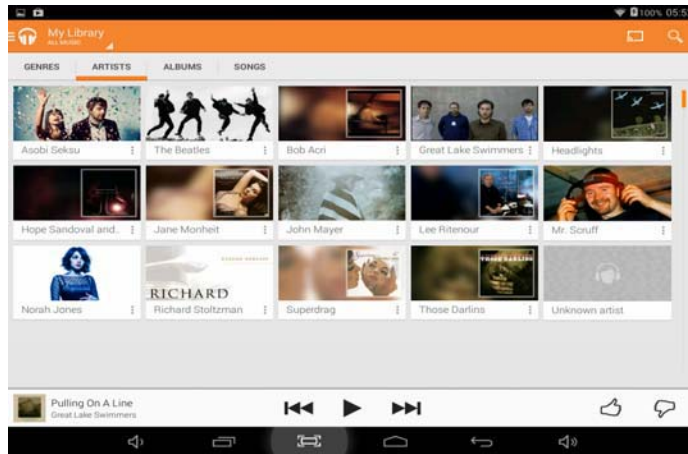 100% 05:5
My Library
ALL MUSIC
GENRES ARTISTS ALBUMS SONGS
Asobi Seksu The Beatles Bob Acri Great Lake Swimmers Headlights
Hope Sandoval and.. Jane Monheit John Mayer Lee Ritenour Mr. Scruff
RICHARD
THOSE DARLINS
Norah Jones Richard Stoltzman Superdrag Those Darlins Unknown artist
Pulling On A Line
Great Lake Swimmers